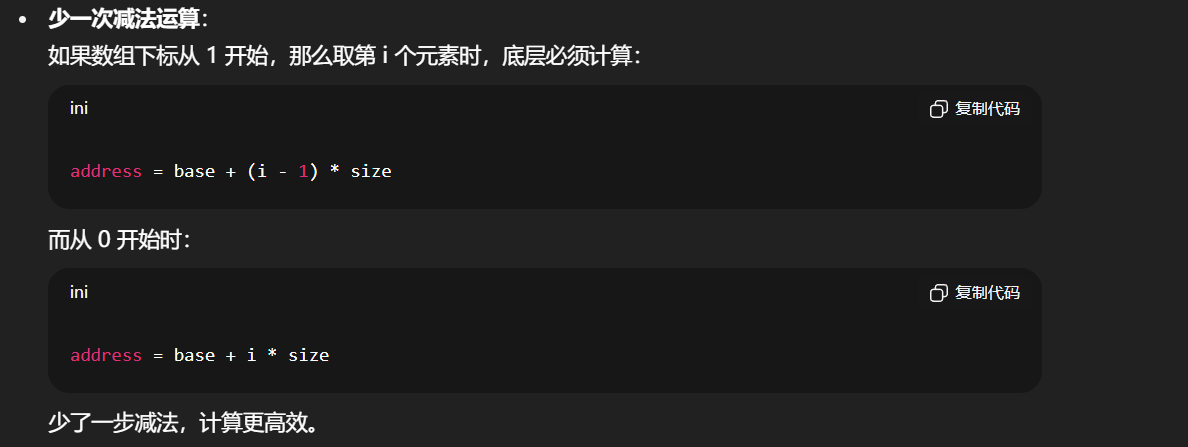 少一次减法运算：
如果数组下标从 1 开始，那么取第 i 个元素时，底层必须计算：
ini
复制代码
address = base + (i - 1) * size
而从 0 开始时：
ini
复制代码
address = base + i * size
少了一步减法，计算更高效。